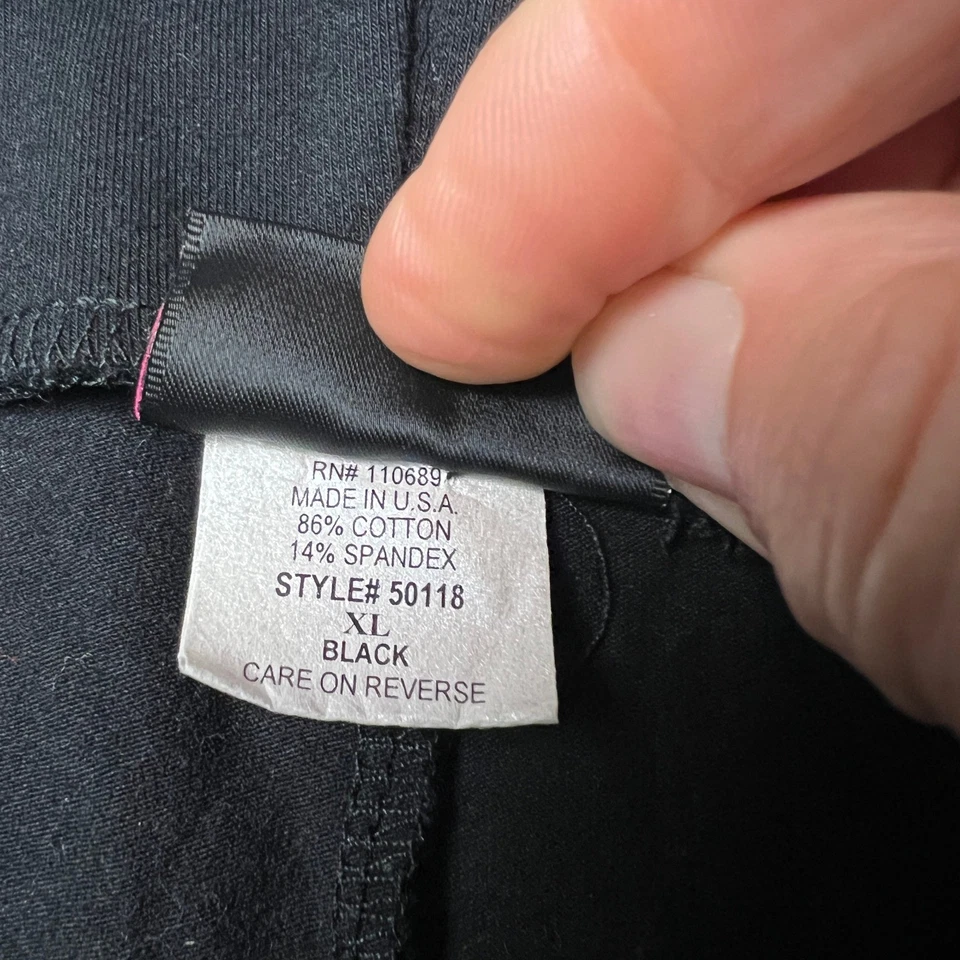 RN# 110689
MADE IN U.S.A.
86% COTTON
14% SPANDEX
STYLE# 50118
XL
BLACK
CARE ON REVERSE